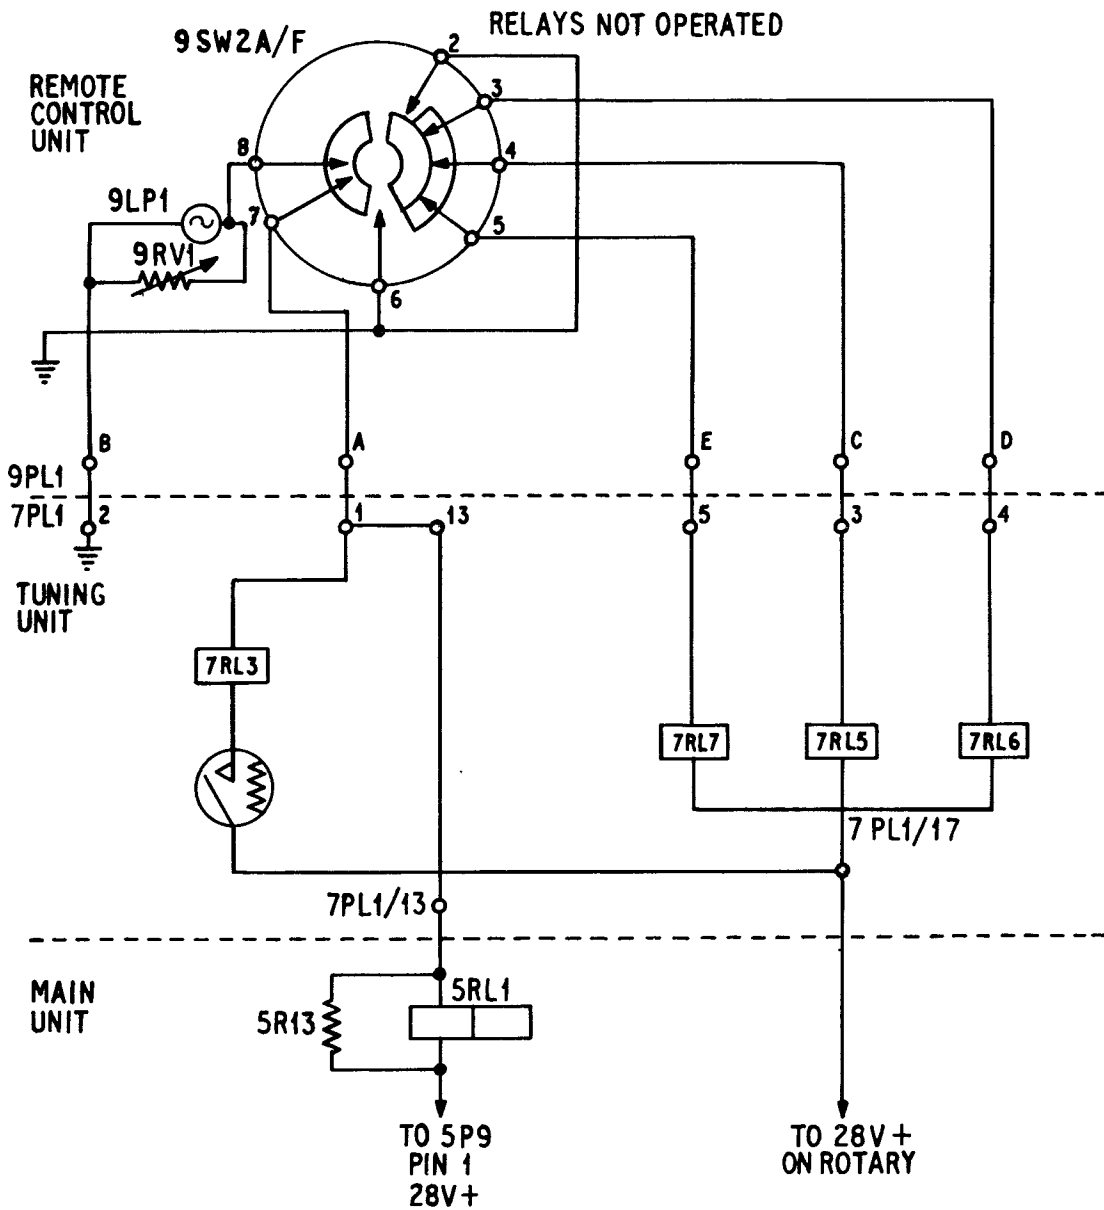 RELAYS NOT OPERATED
9SW2A/F
2
REMOTE
CONTROL
UNIT
3
8
4
9LP1
7
5
9RV1
6
B
A
E
C
D
9PL1
7PL1
2
1
13
5
3
4
TUNING
UNIT
7RL3
7RL7
7RL5
7RL6
7 PL1/17
7PL1/13
MAIN
UNIT
5RL1
5R13
TO 5P9
PIN 1
28V+
TO 28V+
ON ROTARY